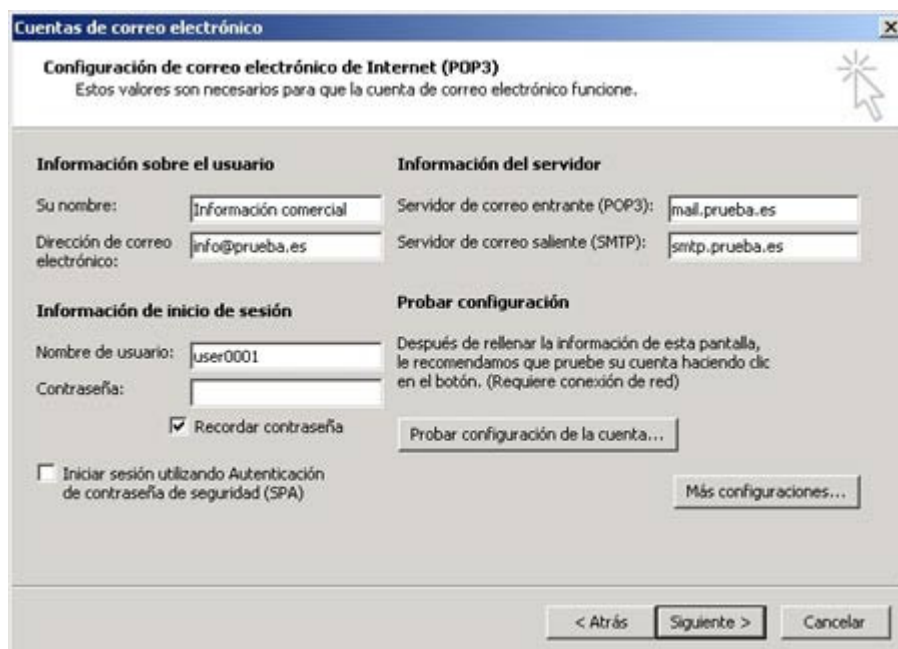 Cuentas de correo electrónico
Configuración de correo electrónico de Internet (POP3)
Estos valores son necesarios para que la cuenta de correo electrónico funcione.
Información sobre el usuario
Su nombre: Información comercial
Dirección de correo
electrónico: info@prueba.es
Información de inicio de sesión
Nombre de usuario: user0001
Contraseña:
Recordar contraseña
Iniciar sesión utilizando Autenticación
de contraseña de seguridad (SPA)
Información del servidor
Servidor de correo entrante (POP3): mail.prueba.es
Servidor de correo saliente (SMTP): smtp.prueba.es
Probar configuración
Después de rellenar la información de esta pantalla,
le recomendamos que pruebe su cuenta haciendo clic
en el botón. (Requiere conexión de red)
Probar configuración de la cuenta...
Más configuraciones...
< Atrás
Siguiente >
Cancelar